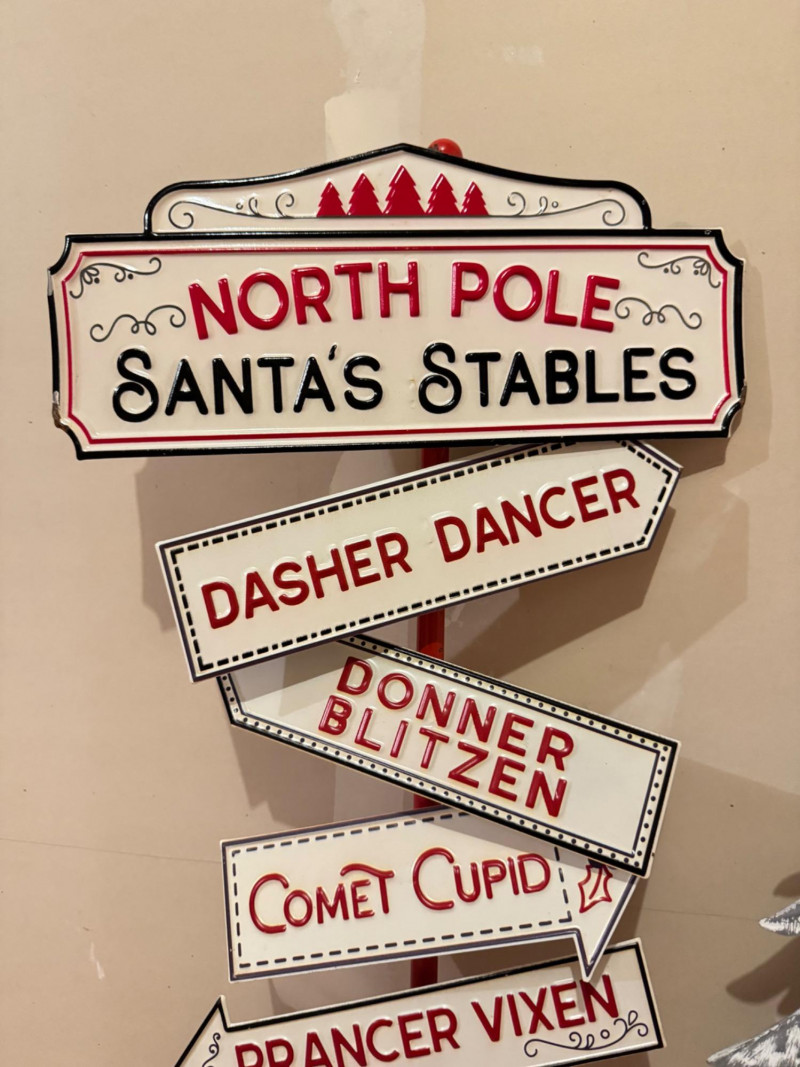 NORTH POLE
SANTA'S STABLES
DASHER DANCER
DONNER
BLITZEN
COMET CUPID
PRANCER VIXEN